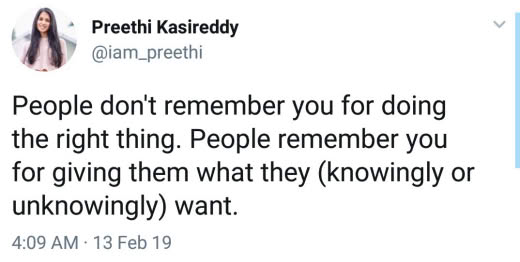 Preethi Kasireddy
@iam_preethi
People don't remember you for doing
the right thing. People remember you
for giving them what they (knowingly or
unknowingly) want.
4:09 AM · 13 Feb 19